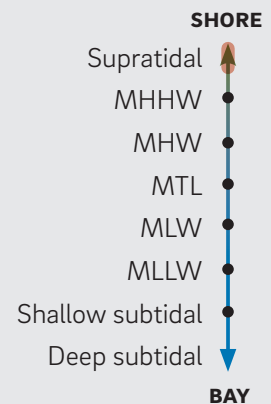 SHORE
Supratidal
MHHW
MHW
MTL
MLW
MLLW
Shallow subtidal
Deep subtidal
BAY